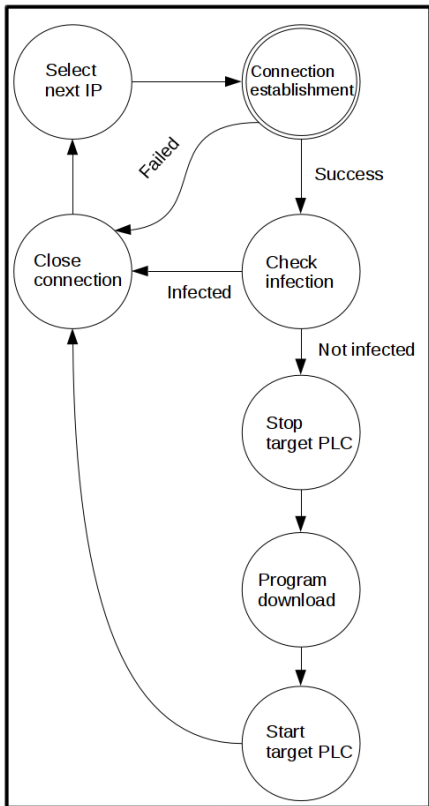 Select
next IP
Connection
establishment
Failed
Success
Close
connection
Check
infection
Infected
Not infected
Stop
target PLC
Program
download
Start
target PLC